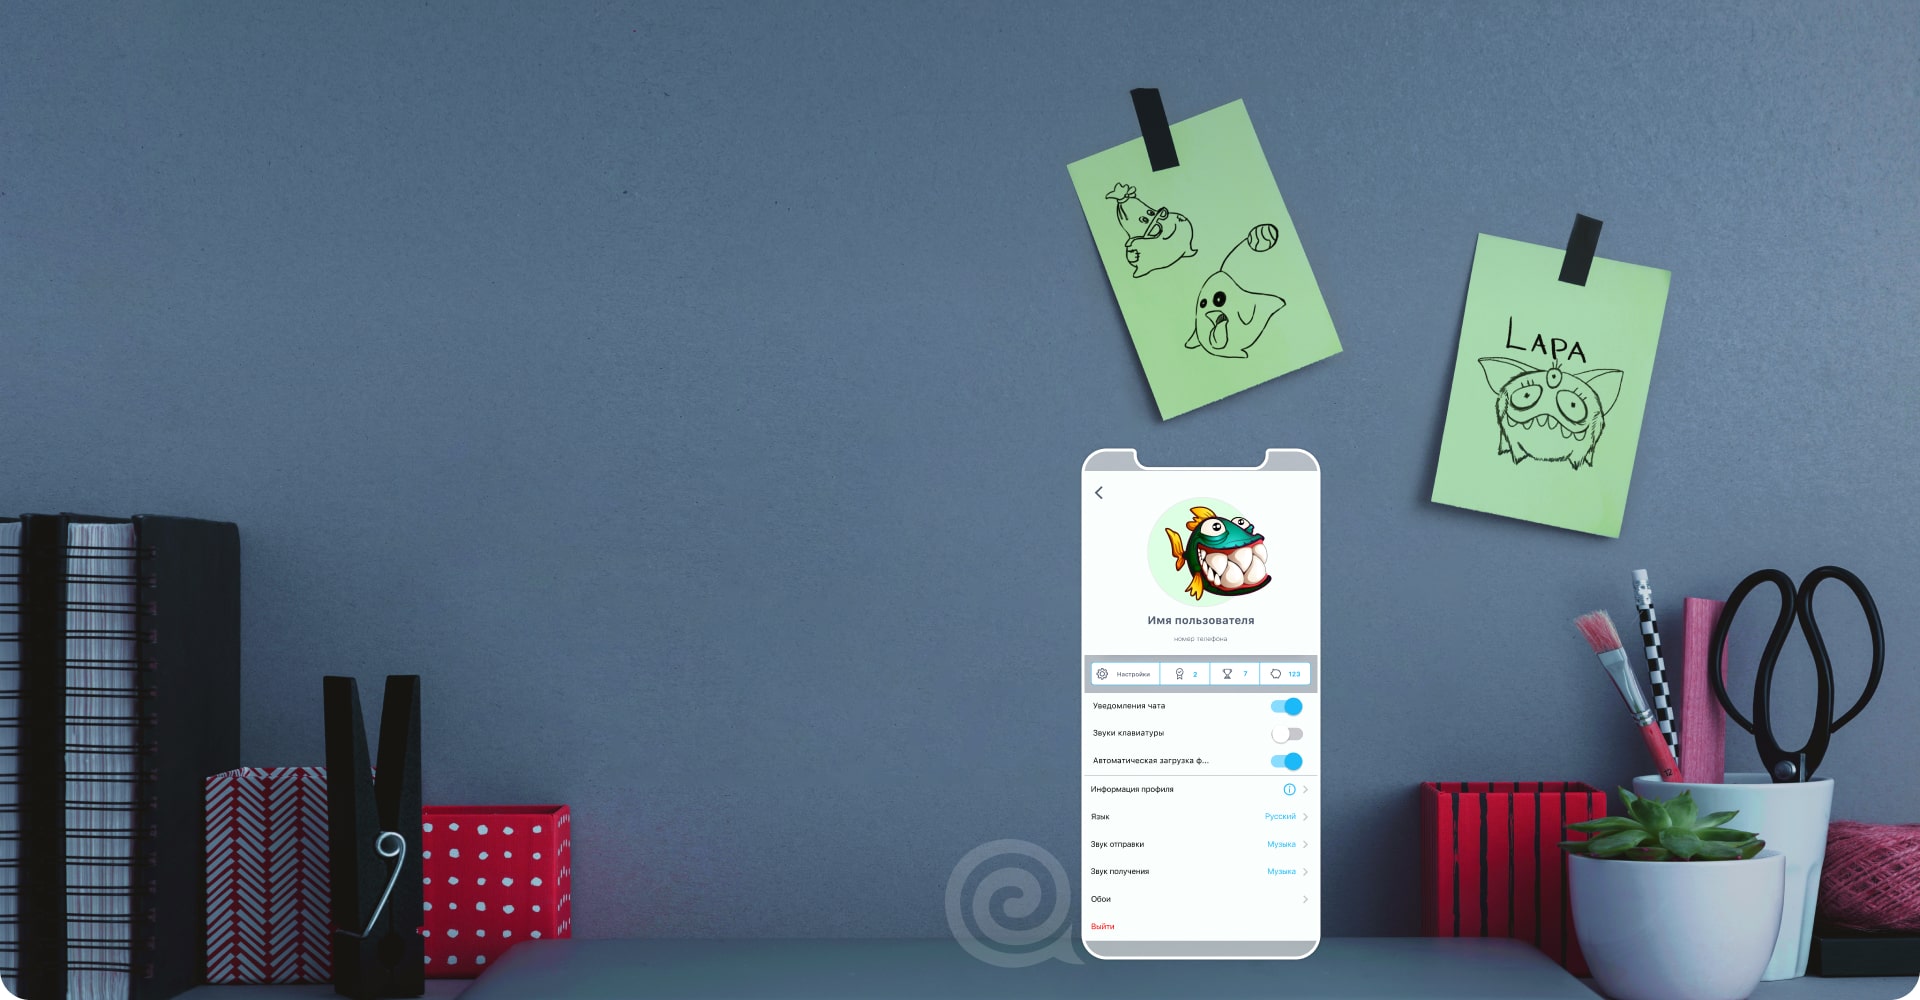 LAPA
Имя пользователя
номер телефона
Настройки 2 7 123
Уведомления чата
Звуки клавиатуры
Автоматическая загрузка ф...
Информация профиля
Язык Русский
Звук отправки Музыка
Звук получения Музыка
Обои
Выйти
12